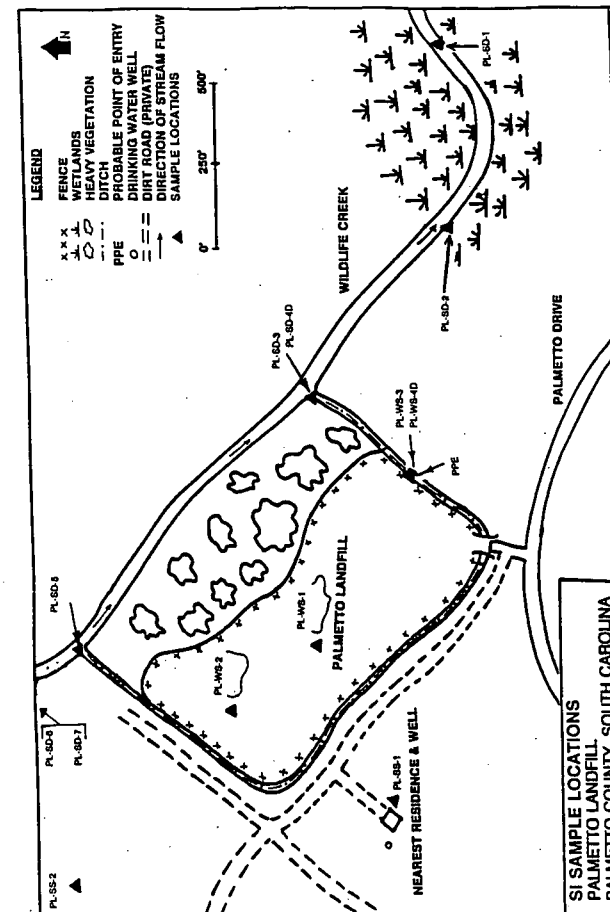 LEGEND
x x x FENCE
WETLANDS
HEAVY VEGETATION
DITCH
PPE PROBABLE POINT OF ENTRY
DRINKING WATER WELL
DIRT ROAD (PRIVATE)
DIRECTION OF STREAM FLOW
SAMPLE LOCATIONS
N
0' 250' 500'
PL-SS-2
PL-SD-6
PL-SD-7
PL-SD-5
WILDLIFE CREEK
PL-SD-3
PL-SD-4D
PL-SD-1
PL-SD-2
PL-WS-2
PL-WS-1
PALMETTO LANDFILL
PL-WS-3
PL-WS-4D
PPE
PALMETTO DRIVE
PL-SS-1
NEAREST RESIDENCE & WELL
SI SAMPLE LOCATIONS
PALMETTO LANDFILL
PALMETTO COUNTY, SOUTH CAROLINA